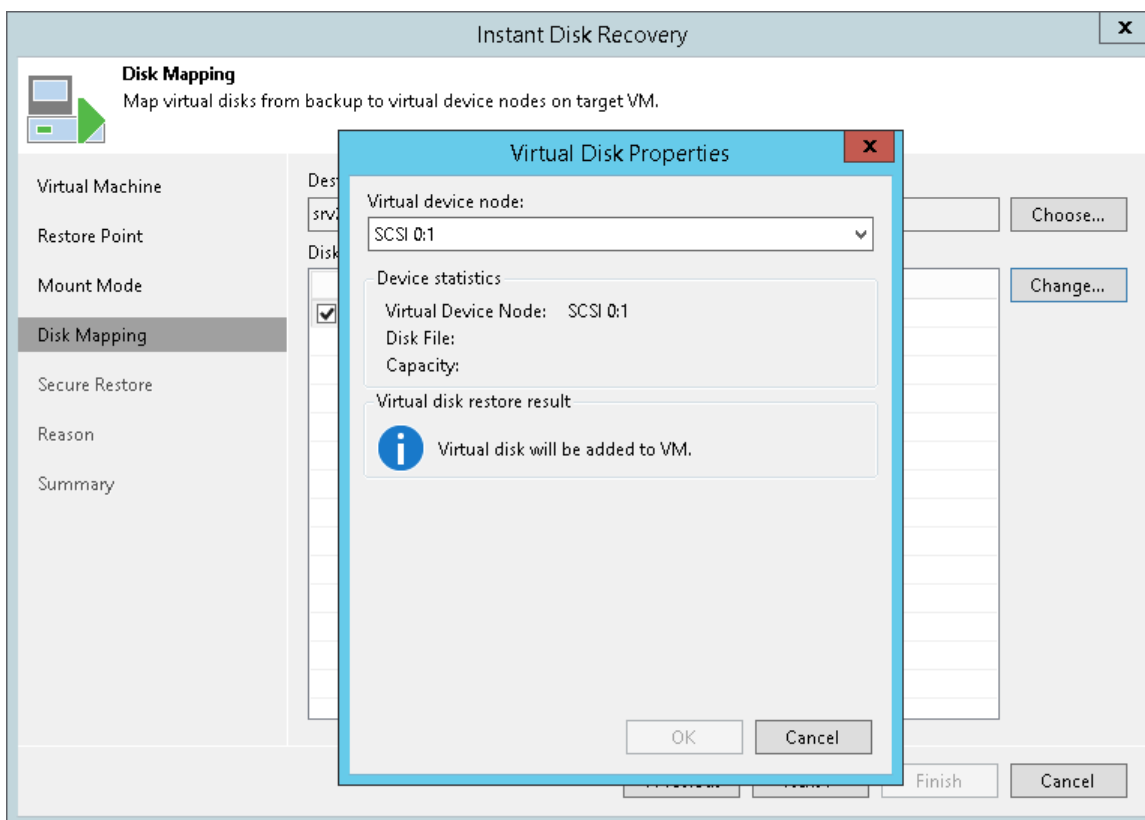 Instant Disk Recovery
x
Disk Mapping
Map virtual disks from backup to virtual device nodes on target VM.
Virtual Machine
Restore Point
Mount Mode
Disk Mapping
Secure Restore
Reason
Summary
Choose...
Disk
Change...
Virtual Disk Properties
x
Virtual device node:
SCSI 0:1
Device statistics
Virtual Device Node: SCSI 0:1
Disk File:
Capacity:
Virtual disk restore result
i
Virtual disk will be added to VM.
OK
Cancel
Finish
Cancel